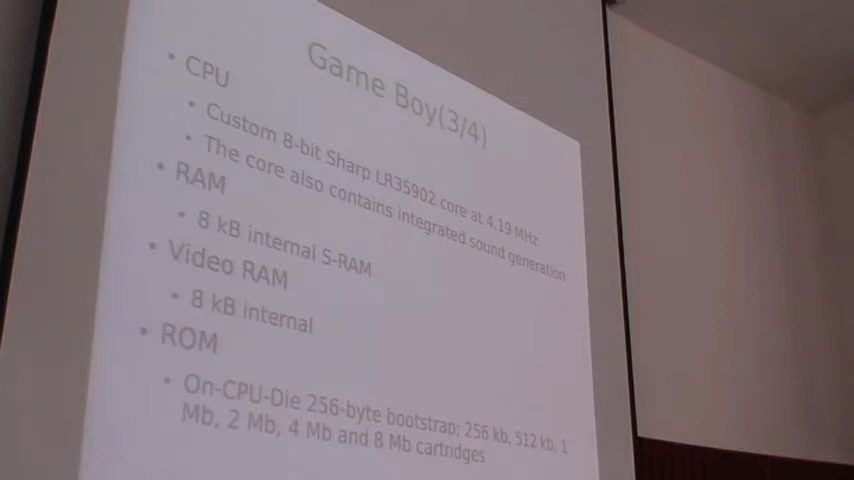 Game Boy(3/4)
• CPU
• Custom 8-bit Sharp LR35902 core at 4.19 MHz
• The core also contains integrated sound generation
• RAM
• 8 kB internal S-RAM
• Video RAM
• 8 kB internal
• ROM
• On-CPU-Die 256-byte bootstrap; 256 kb, 512 kb, 1
Mb, 2 Mb, 4 Mb and 8 Mb cartridges